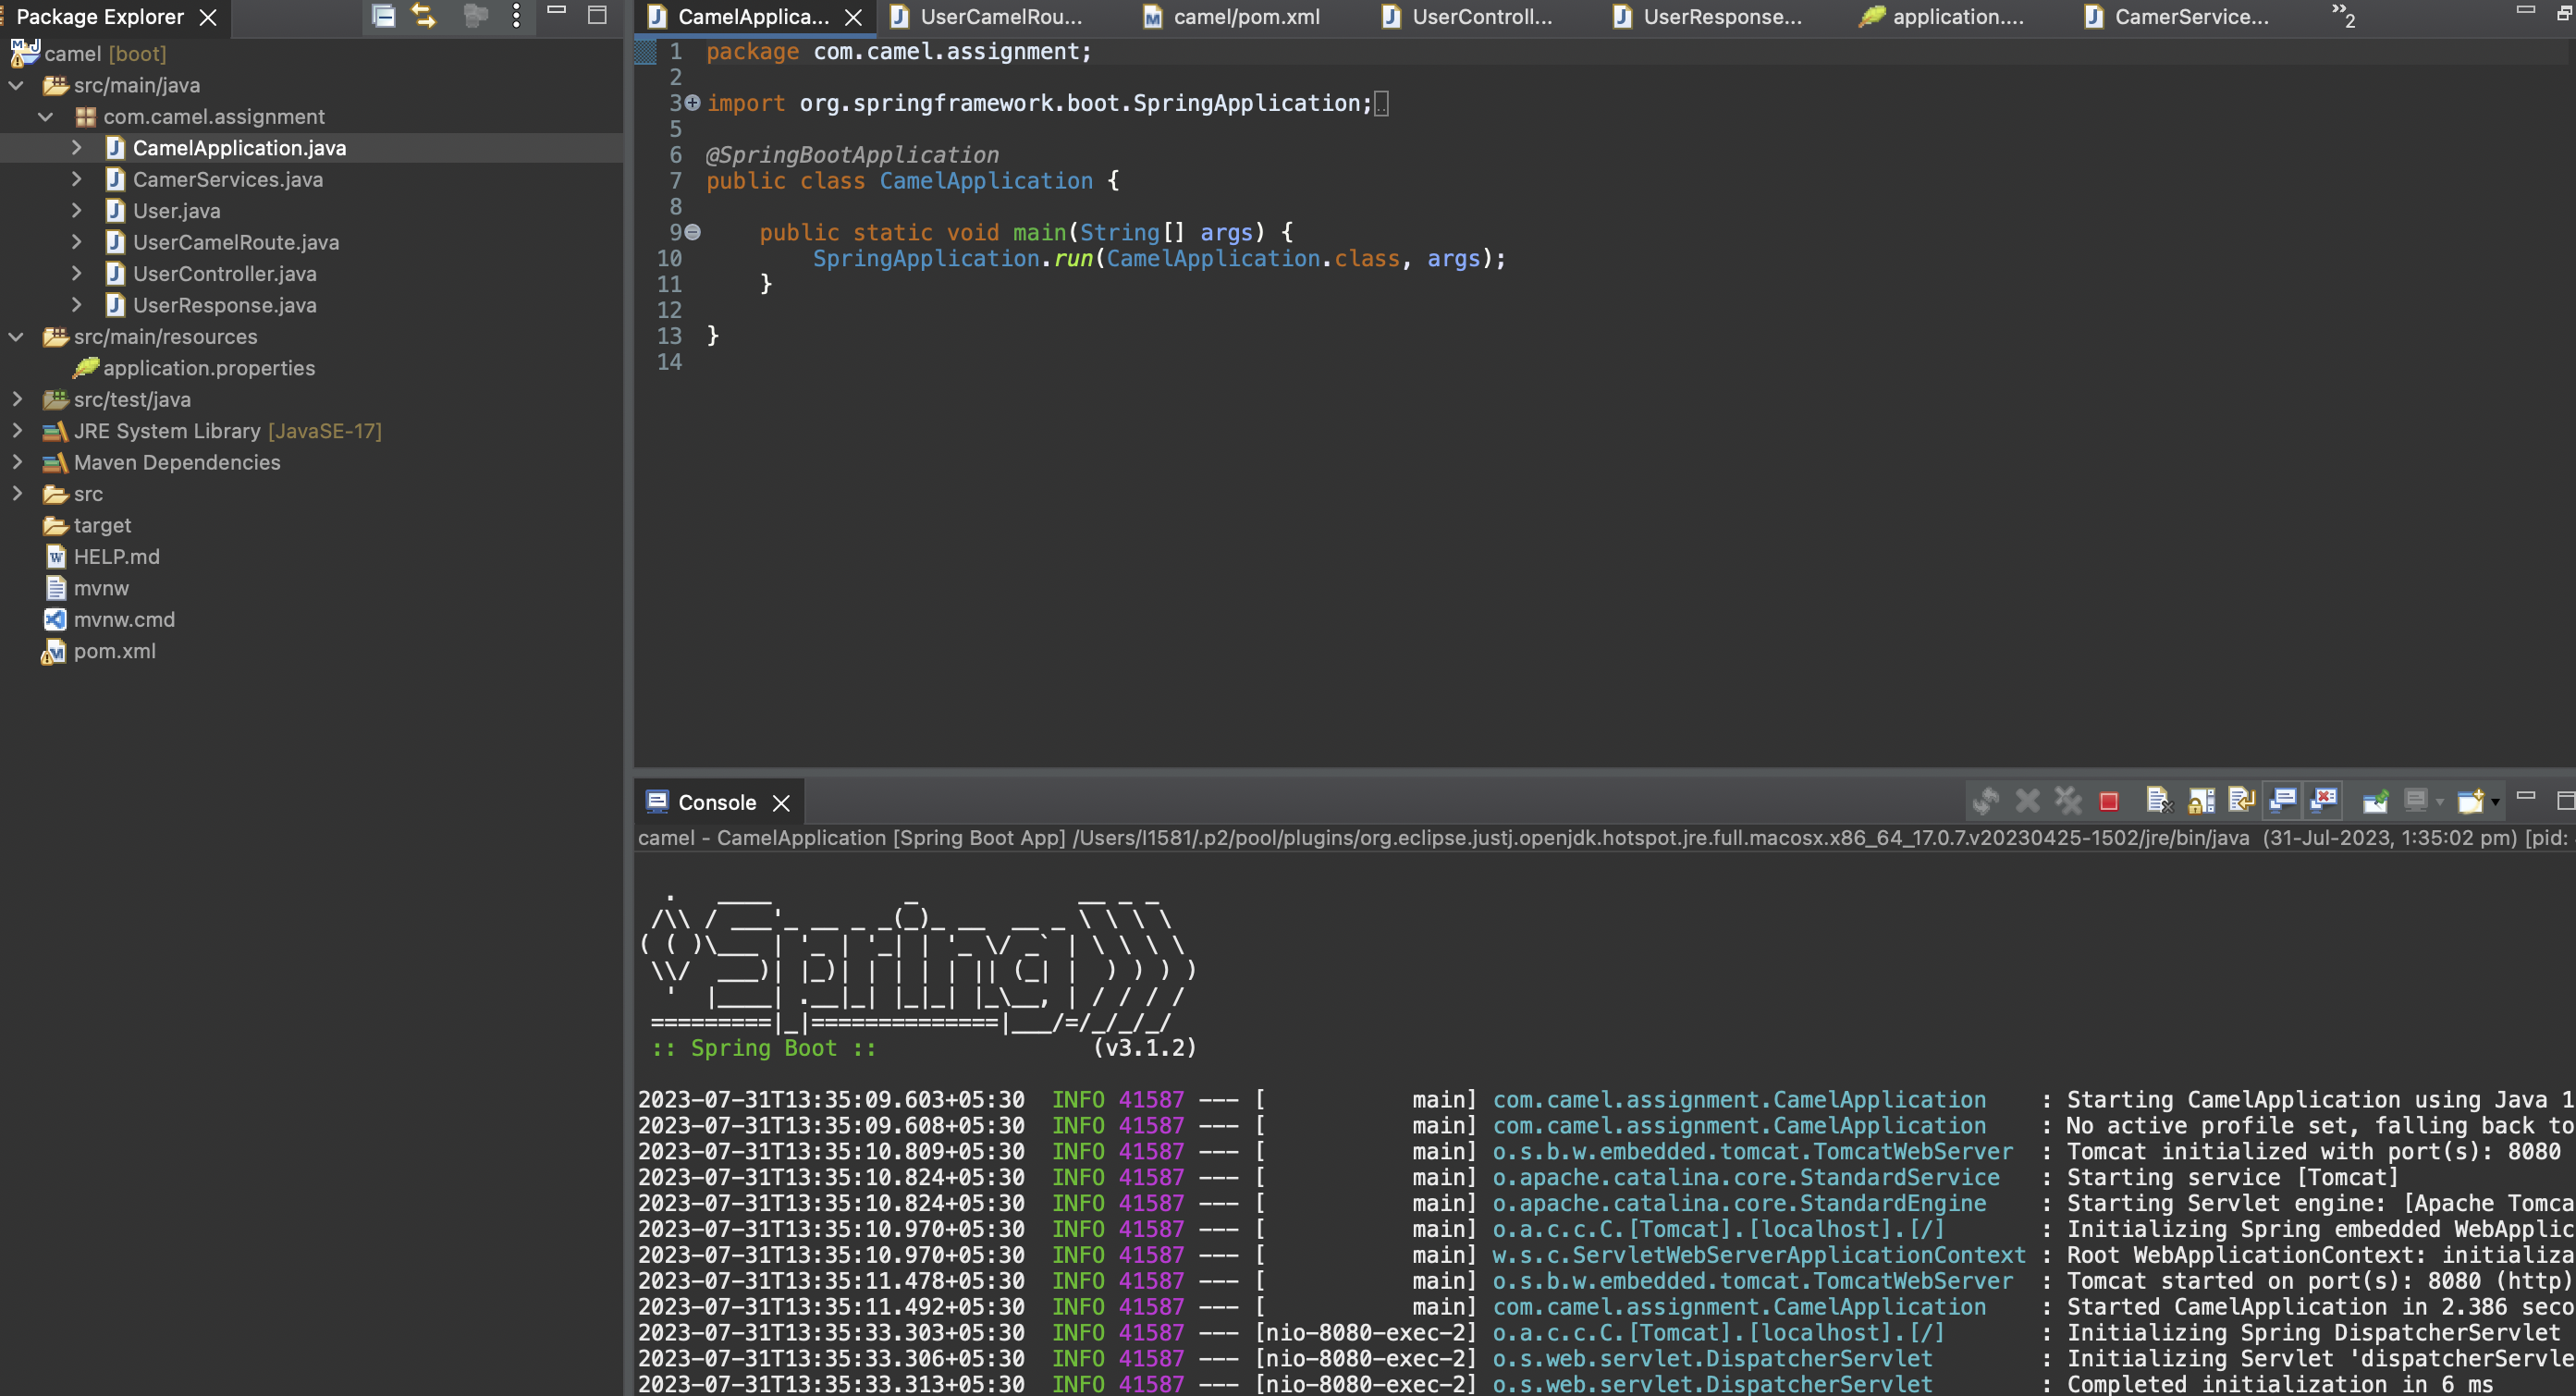 Package Explorer
camel [boot]
src/main/java
com.camel.assignment
CamelApplication.java
CamerServices.java
User.java
UserCamelRoute.java
UserController.java
UserResponse.java
src/main/resources
application.properties
src/test/java
JRE System Library [JavaSE-17]
Maven Dependencies
src
target
HELP.md
mvnw
mvnw.cmd
pom.xml
CamelApplica... UserCamelRou... camel/pom.xml UserControll... UserResponse... application.... CamerService... »2
1 package com.camel.assignment;
2
3 import org.springframework.boot.SpringApplication;
5
6 @SpringBootApplication
7 public class CamelApplication {
8
9 public static void main(String[] args) {
10 SpringApplication.run(CamelApplication.class, args);
11 }
12
13 }
14
Console
camel - CamelApplication [Spring Boot App] /Users/I1581/.p2/pool/plugins/org.eclipse.justj.openjdk.hotspot.jre.full.macosx.x86_64_17.0.7.v20230425-1502/jre/bin/java (31-Jul-2023, 1:35:02 pm) [pid:
Spring
:: Spring Boot :: (v3.1.2)
2023-07-31T13:35:09.603+05:30 INFO 41587 --- [ main] com.camel.assignment.CamelApplication : Starting CamelApplication using Java 1
2023-07-31T13:35:09.608+05:30 INFO 41587 --- [ main] com.camel.assignment.CamelApplication : No active profile set, falling back to
2023-07-31T13:35:10.809+05:30 INFO 41587 --- [ main] o.s.b.w.embedded.tomcat.TomcatWebServer : Tomcat initialized with port(s): 8080
2023-07-31T13:35:10.824+05:30 INFO 41587 --- [ main] o.apache.catalina.core.StandardService : Starting service [Tomcat]
2023-07-31T13:35:10.824+05:30 INFO 41587 --- [ main] o.apache.catalina.core.StandardEngine : Starting Servlet engine: [Apache Tomca
2023-07-31T13:35:10.970+05:30 INFO 41587 --- [ main] o.a.c.c.C.[Tomcat].[localhost].[/] : Initializing Spring embedded WebApplic
2023-07-31T13:35:10.970+05:30 INFO 41587 --- [ main] w.s.c.ServletWebServerApplicationContext : Root WebApplicationContext: initializa
2023-07-31T13:35:11.478+05:30 INFO 41587 --- [ main] o.s.b.w.embedded.tomcat.TomcatWebServer : Tomcat started on port(s): 8080 (http)
2023-07-31T13:35:11.492+05:30 INFO 41587 --- [ main] com.camel.assignment.CamelApplication : Started CamelApplication in 2.386 seco
2023-07-31T13:35:33.303+05:30 INFO 41587 --- [nio-8080-exec-2] o.a.c.c.C.[Tomcat].[localhost].[/] : Initializing Spring DispatcherServlet
2023-07-31T13:35:33.306+05:30 INFO 41587 --- [nio-8080-exec-2] o.s.web.servlet.DispatcherServlet : Initializing Servlet 'dispatcherServle
2023-07-31T13:35:33.313+05:30 INFO 41587 --- [nio-8080-exec-2] o.s.web.servlet.DispatcherServlet : Completed initialization in 6 ms